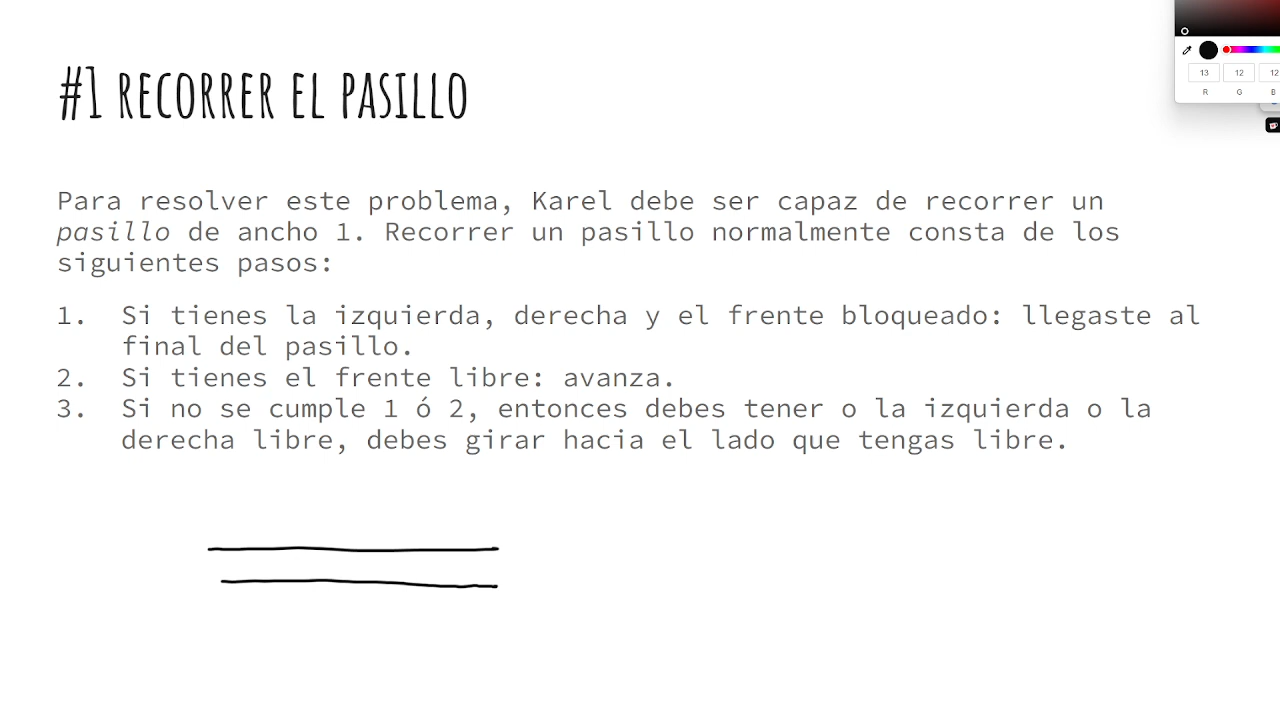 #1 RECORRER EL PASILLO
Para resolver este problema, Karel debe ser capaz de recorrer un
pasillo de ancho 1. Recorrer un pasillo normalmente consta de los
siguientes pasos:
1. Si tienes la izquierda, derecha y el frente bloqueado: llegaste al
final del pasillo.
2. Si tienes el frente libre: avanza.
3. Si no se cumple 1 ó 2, entonces debes tener o la izquierda o la
derecha libre, debes girar hacia el lado que tengas libre.
13 12 12
R G B